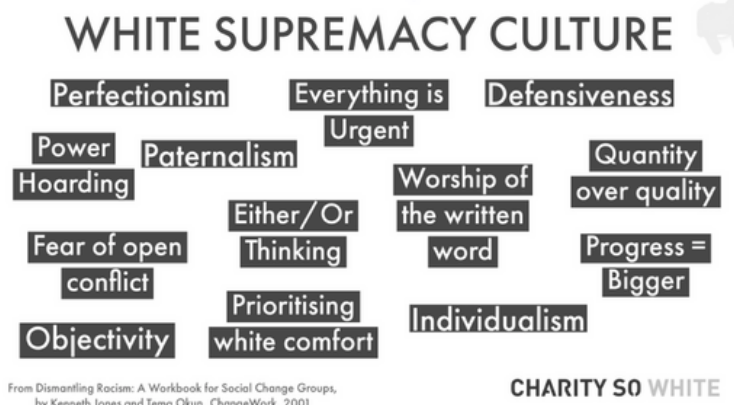 WHITE SUPREMACY CULTURE
Perfectionism
Everything is
Urgent
Defensiveness
Power
Hoarding
Paternalism
Quantity
over quality
Worship of
the written
word
Either/Or
Thinking
Fear of open
conflict
Progress =
Bigger
Prioritising
white comfort
Individualism
Objectivity
From Dismantling Racism: A Workbook for Social Change Groups,
by Kenneth Jones and Tema Okun, ChangeWork, 2001
CHARITY SO WHITE